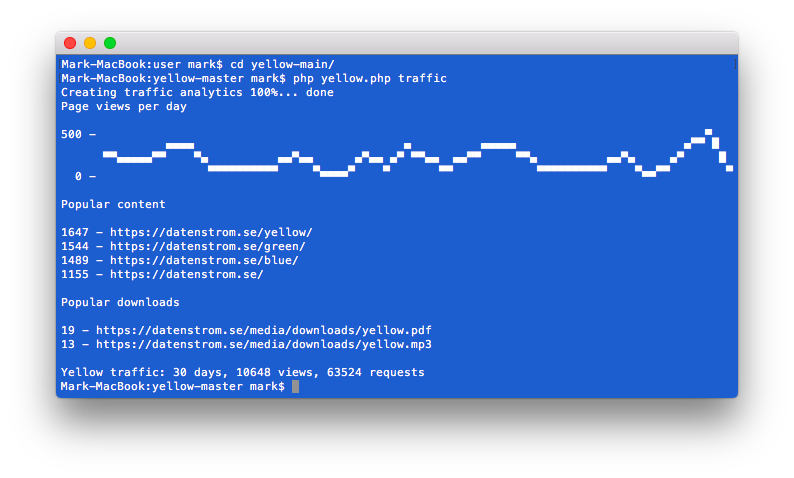 Mark-MacBook:user mark$ cd yellow-main/
Mark-MacBook:yellow-master mark$ php yellow.php traffic
Creating traffic analytics 100%... done
Page views per day
500 -
0 -
Popular content
1647 - https://datenstrom.se/yellow/
1544 - https://datenstrom.se/green/
1489 - https://datenstrom.se/blue/
1155 - https://datenstrom.se/
Popular downloads
19 - https://datenstrom.se/media/downloads/yellow.pdf
13 - https://datenstrom.se/media/downloads/yellow.mp3
Yellow traffic: 30 days, 10648 views, 63524 requests
Mark-MacBook:yellow-master mark$